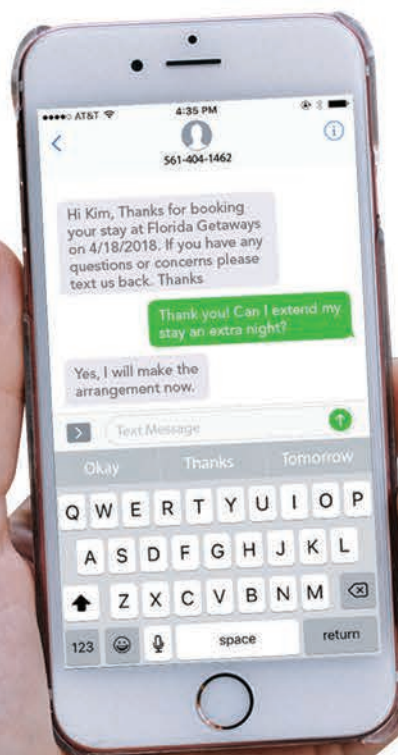 AT&T
4:35 PM
561-404-1462
Hi Kim, Thanks for booking
your stay at Florida Getaways
on 4/18/2018. If you have any
questions or concerns please
text us back. Thanks
Thank you! Can I extend my
stay an extra night?
Yes, I will make the
arrangement now.
Text Message
Okay Thanks Tomorrow
Q W E R T Y U I O P
A S D F G H J K L
Z X C V B N M
123 space return